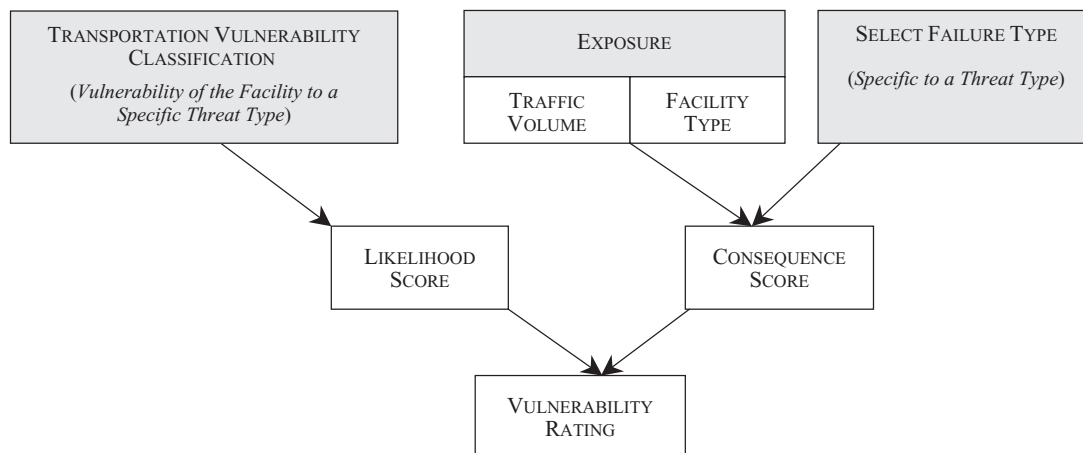 TRANSPORTATION VULNERABILITY
CLASSIFICATION
(Vulnerability of the Facility to a
Specific Threat Type)
EXPOSURE
TRAFFIC
VOLUME
FACILITY
TYPE
SELECT FAILURE TYPE
(Specific to a Threat Type)
LIKELIHOOD
SCORE
CONSEQUENCE
SCORE
VULNERABILITY
RATING